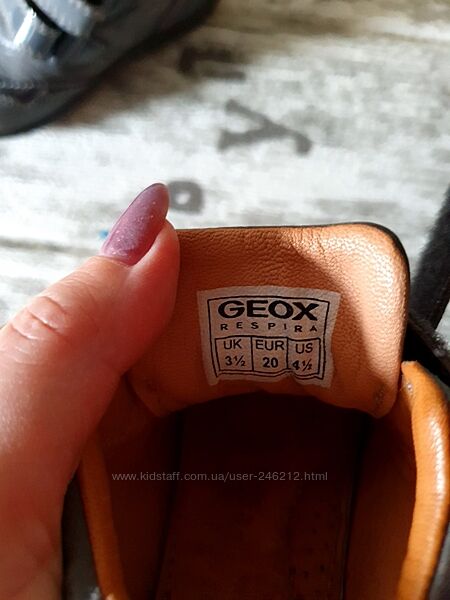 GEOX
RESPIRA
UK EUR US
3½ 20 4½
www.kidstaff.com.ua/user-246212.html